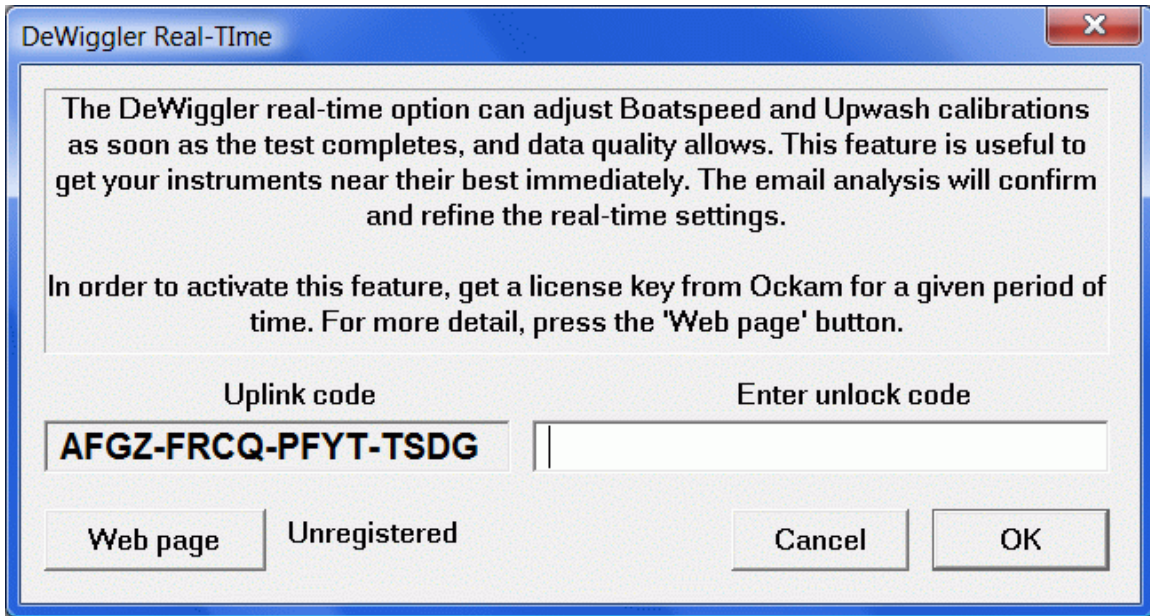 DeWiggler Real-TIme
The DeWiggler real-time option can adjust Boatspeed and Upwash calibrations
as soon as the test completes, and data quality allows. This feature is useful to
get your instruments near their best immediately. The email analysis will confirm
and refine the real-time settings.
In order to activate this feature, get a license key from Ockam for a given period of
time. For more detail, press the 'Web page' button.
Uplink code
Enter unlock code
AFGZ-FRCQ-PFYT-TSDG
Web page
Unregistered
Cancel
OK